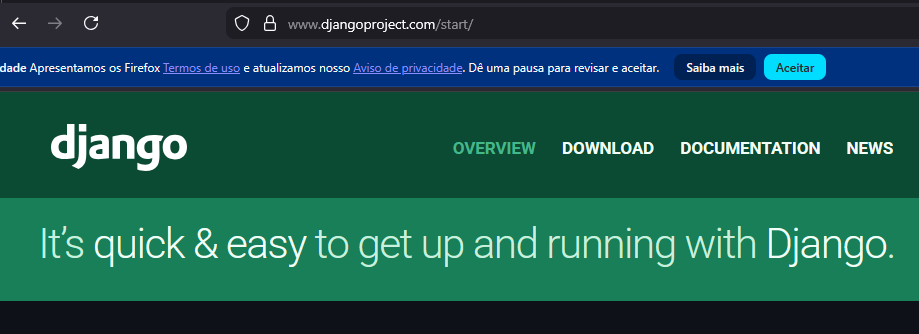 www.djangoproject.com/start/
dade Apresentamos os Firefox Termos de uso e atualizamos nosso Aviso de privacidade. Dê uma pausa para revisar e aceitar. Saiba mais Aceitar
django OVERVIEW DOWNLOAD DOCUMENTATION NEWS
It's quick & easy to get up and running with Django.